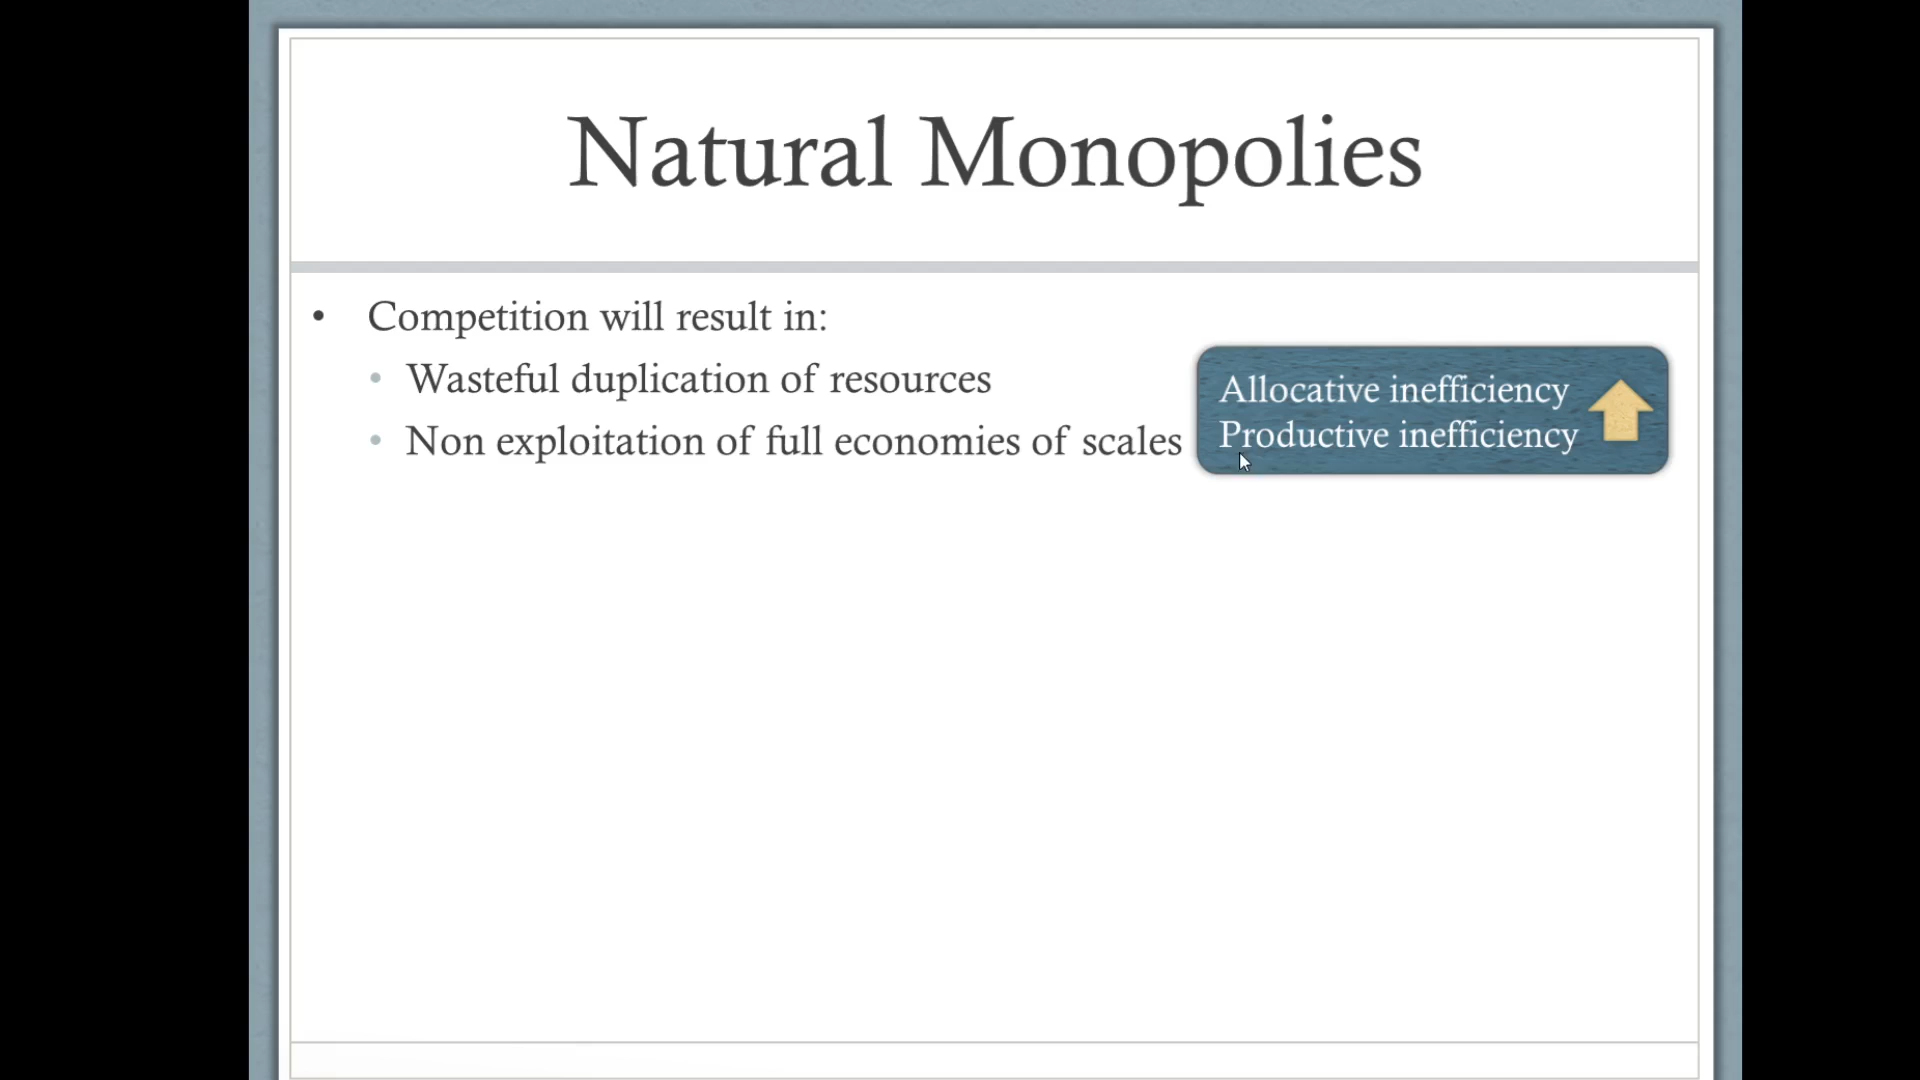 Natural Monopolies
• Competition will result in:
• Wasteful duplication of resources
• Non exploitation of full economies of scales
Allocative inefficiency
Productive inefficiency